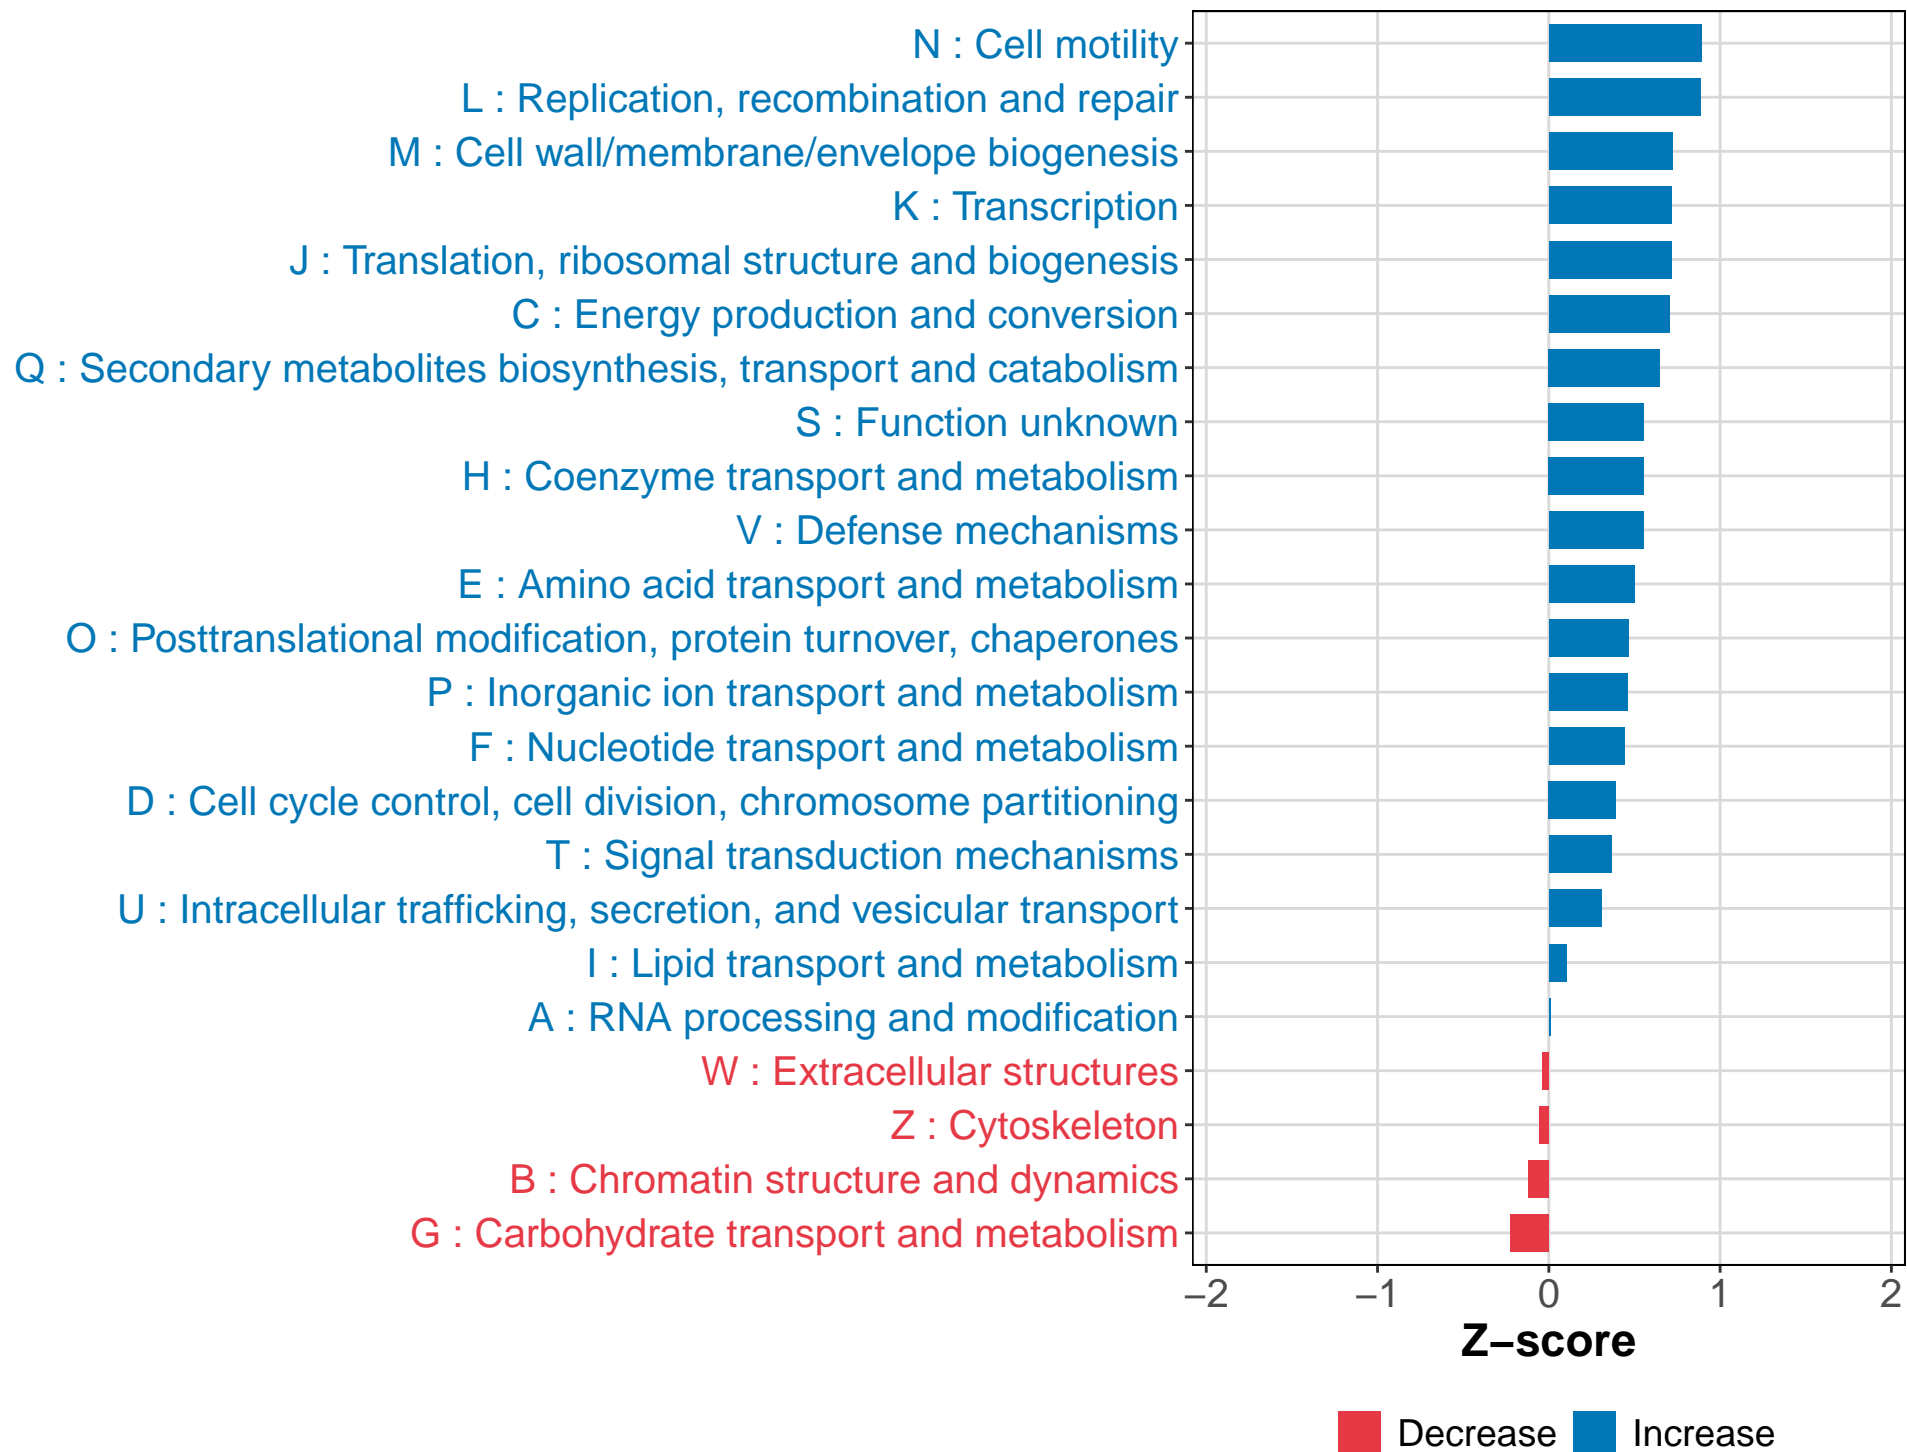 N : Cell motility
L : Replication, recombination and repair
M : Cell wall/membrane/envelope biogenesis
K : Transcription
J : Translation, ribosomal structure and biogenesis
C : Energy production and conversion
Q : Secondary metabolites biosynthesis, transport and catabolism
S : Function unknown
H : Coenzyme transport and metabolism
V : Defense mechanisms
E : Amino acid transport and metabolism
O : Posttranslational modification, protein turnover, chaperones
P : Inorganic ion transport and metabolism
F : Nucleotide transport and metabolism
D : Cell cycle control, cell division, chromosome partitioning
T : Signal transduction mechanisms
U : Intracellular trafficking, secretion, and vesicular transport
I : Lipid transport and metabolism
A : RNA processing and modification
W : Extracellular structures
Z : Cytoskeleton
B : Chromatin structure and dynamics
G : Carbohydrate transport and metabolism
−2 −1 0 1 2
Z−score
Decrease Increase